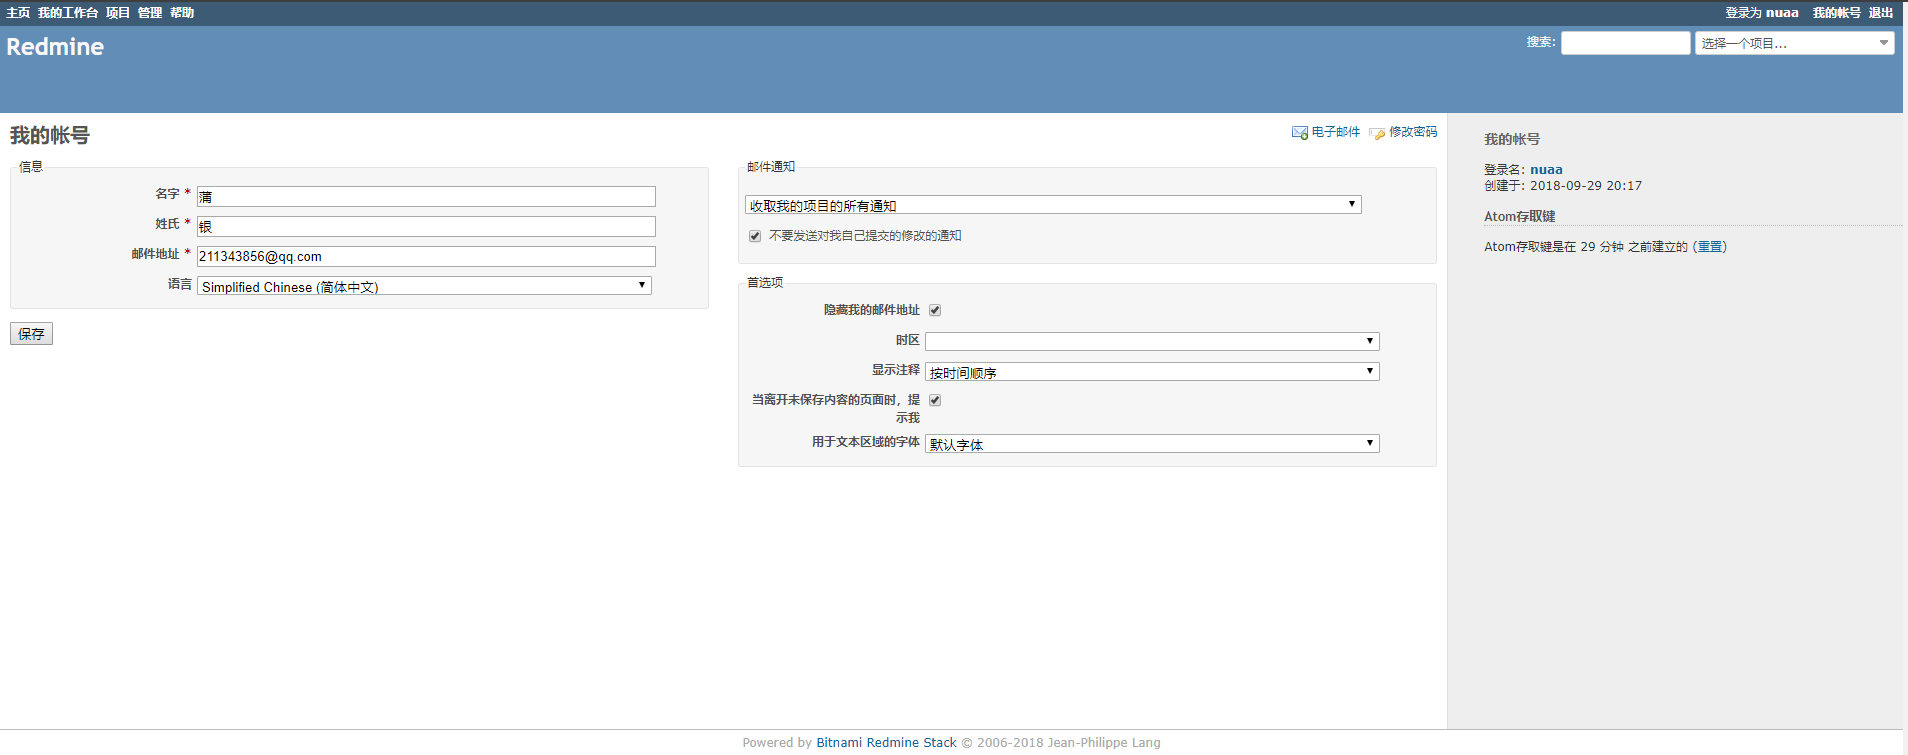 主页 我的工作台 项目 管理 帮助
登录为 nuaa 我的帐号 退出
Redmine
搜索: 选择一个项目...
我的帐号
电子邮件 修改密码
信息
名字 * 蒲
姓氏 * 银
邮件地址 * 211343856@qq.com
语言 Simplified Chinese (简体中文)
保存
邮件通知
收取我的项目的所有通知
不要发送对我自己提交的修改的通知
首选项
隐藏我的邮件地址
时区
显示注释 按时间顺序
当离开未保存内容的页面时，提
示我
用于文本区域的字体 默认字体
我的帐号
登录名: nuaa
创建于: 2018-09-29 20:17
Atom存取键
Atom存取键是在 29 分钟 之前建立的 (重置)
Powered by Bitnami Redmine Stack © 2006-2018 Jean-Philippe Lang